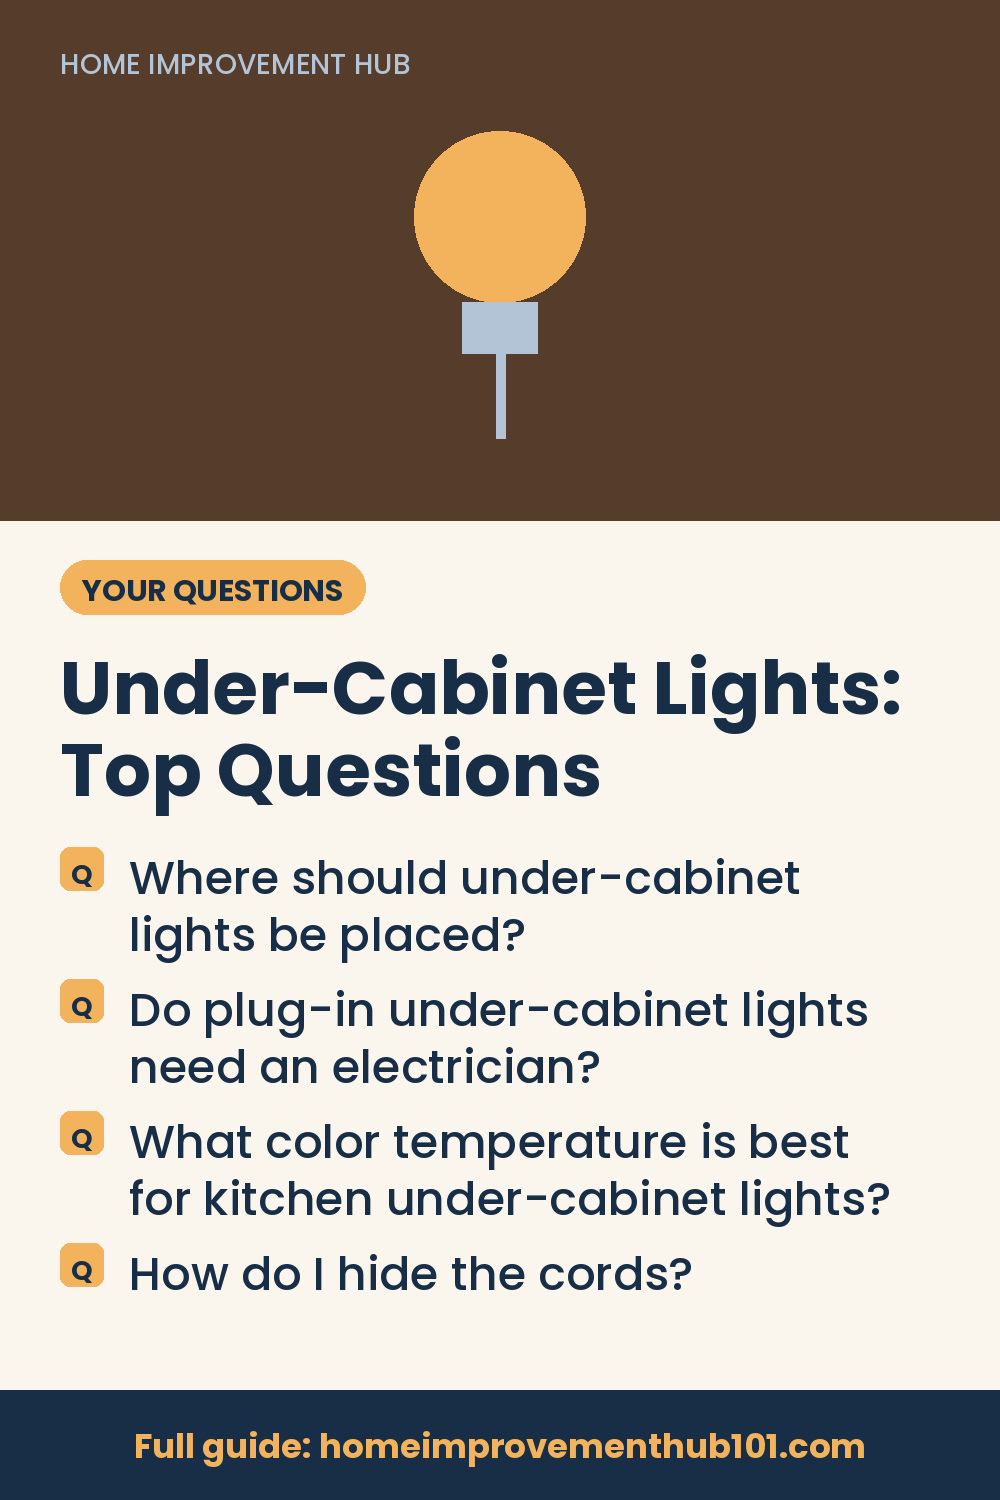 HOME IMPROVEMENT HUB
YOUR QUESTIONS
Under-Cabinet Lights:
Top Questions
Q Where should under-cabinet
lights be placed?
Q Do plug-in under-cabinet lights
need an electrician?
Q What color temperature is best
for kitchen under-cabinet lights?
Q How do I hide the cords?
Full guide: homeimprovementhub101.com